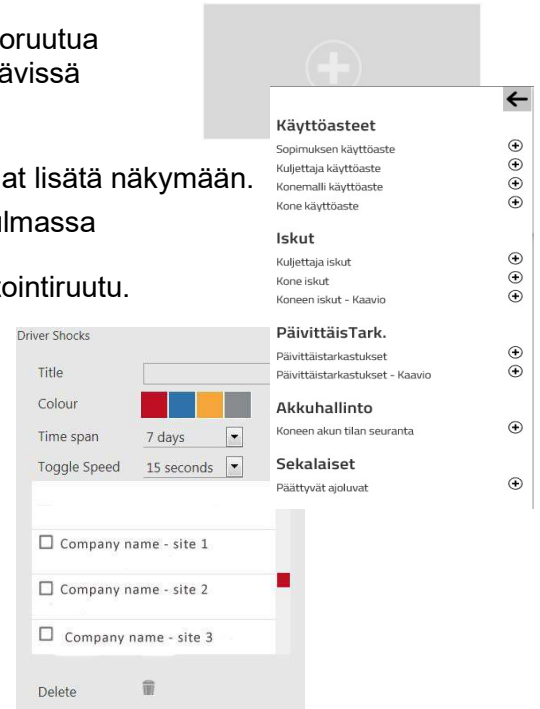 oruutua
ävissä
at lisätä näkymään.
ulmassa
tointiruutu.
Käyttöasteet
Sopimuksen käyttöaste
Kuljettaja käyttöaste
Konemalli käyttöaste
Kone käyttöaste
Iskut
Kuljettaja iskut
Kone iskut
Koneen iskut - Kaavio
PäivittäisTark.
Päivittäistarkastukset
Päivittäistarkastukset - Kaavio
Akkuhallinto
Koneen akun tilan seuranta
Sekalaiset
Päättyvät ajoluvat
Driver Shocks
Title
Colour
Time span 7 days
Toggle Speed 15 seconds
Company name - site 1
Company name - site 2
Company name - site 3
Delete